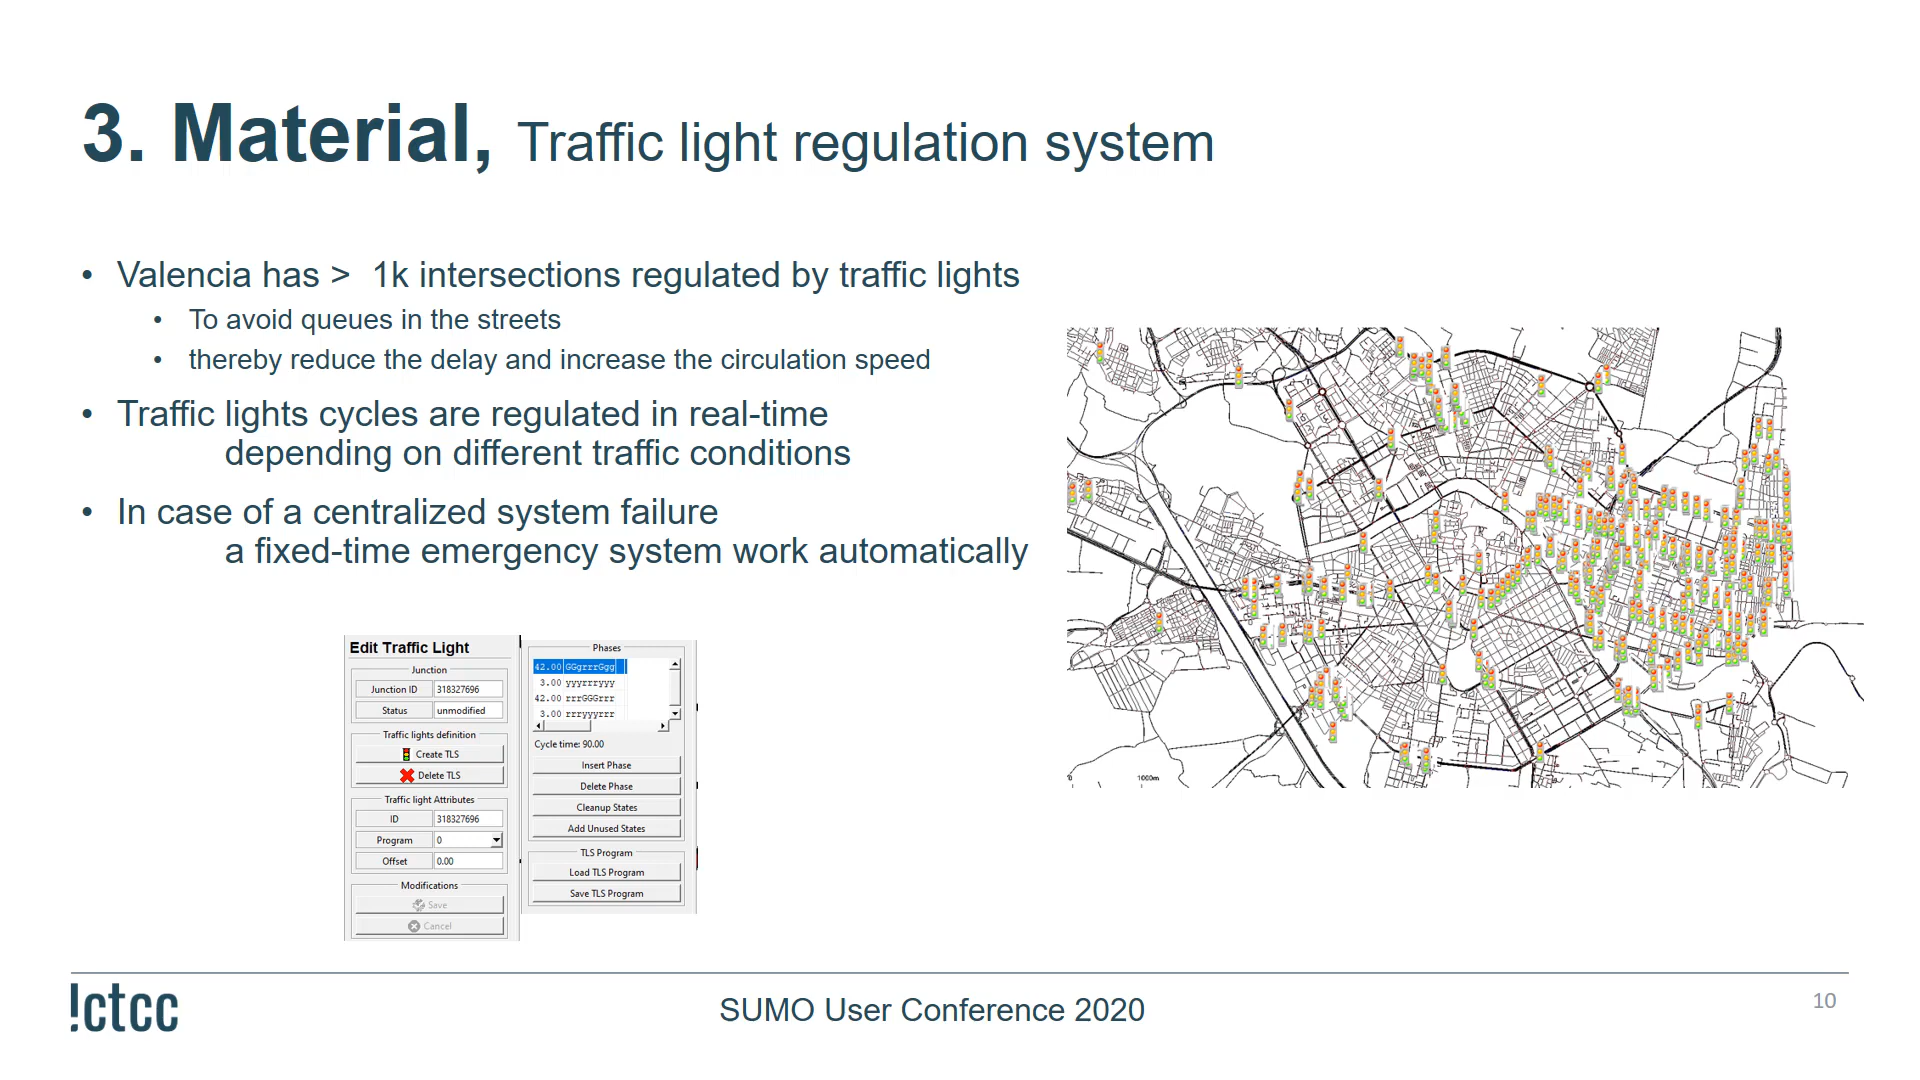 3. Material, Traffic light regulation system
• Valencia has > 1k intersections regulated by traffic lights
• To avoid queues in the streets
• thereby reduce the delay and increase the circulation speed
• Traffic lights cycles are regulated in real-time
depending on different traffic conditions
• In case of a centralized system failure
a fixed-time emergency system work automatically
Edit Traffic Light
Junction
Junction ID 318327696
Status unmodified
Traffic lights definition
Create TLS
Delete TLS
Traffic light Attributes
ID 318327696
Program 0
Offset 0.00
Modifications
Save
Cancel
Phases
42.00 GGgrrrGgg
3.00 yyyrrryyy
42.00 rrrGGGrrr
3.00 rrryyyrrr
Cycle time: 90.00
Insert Phase
Delete Phase
Cleanup States
Add Unused States
TLS Program
Load TLS Program
Save TLS Program
0 1000m
!ctcc
SUMO User Conference 2020
10